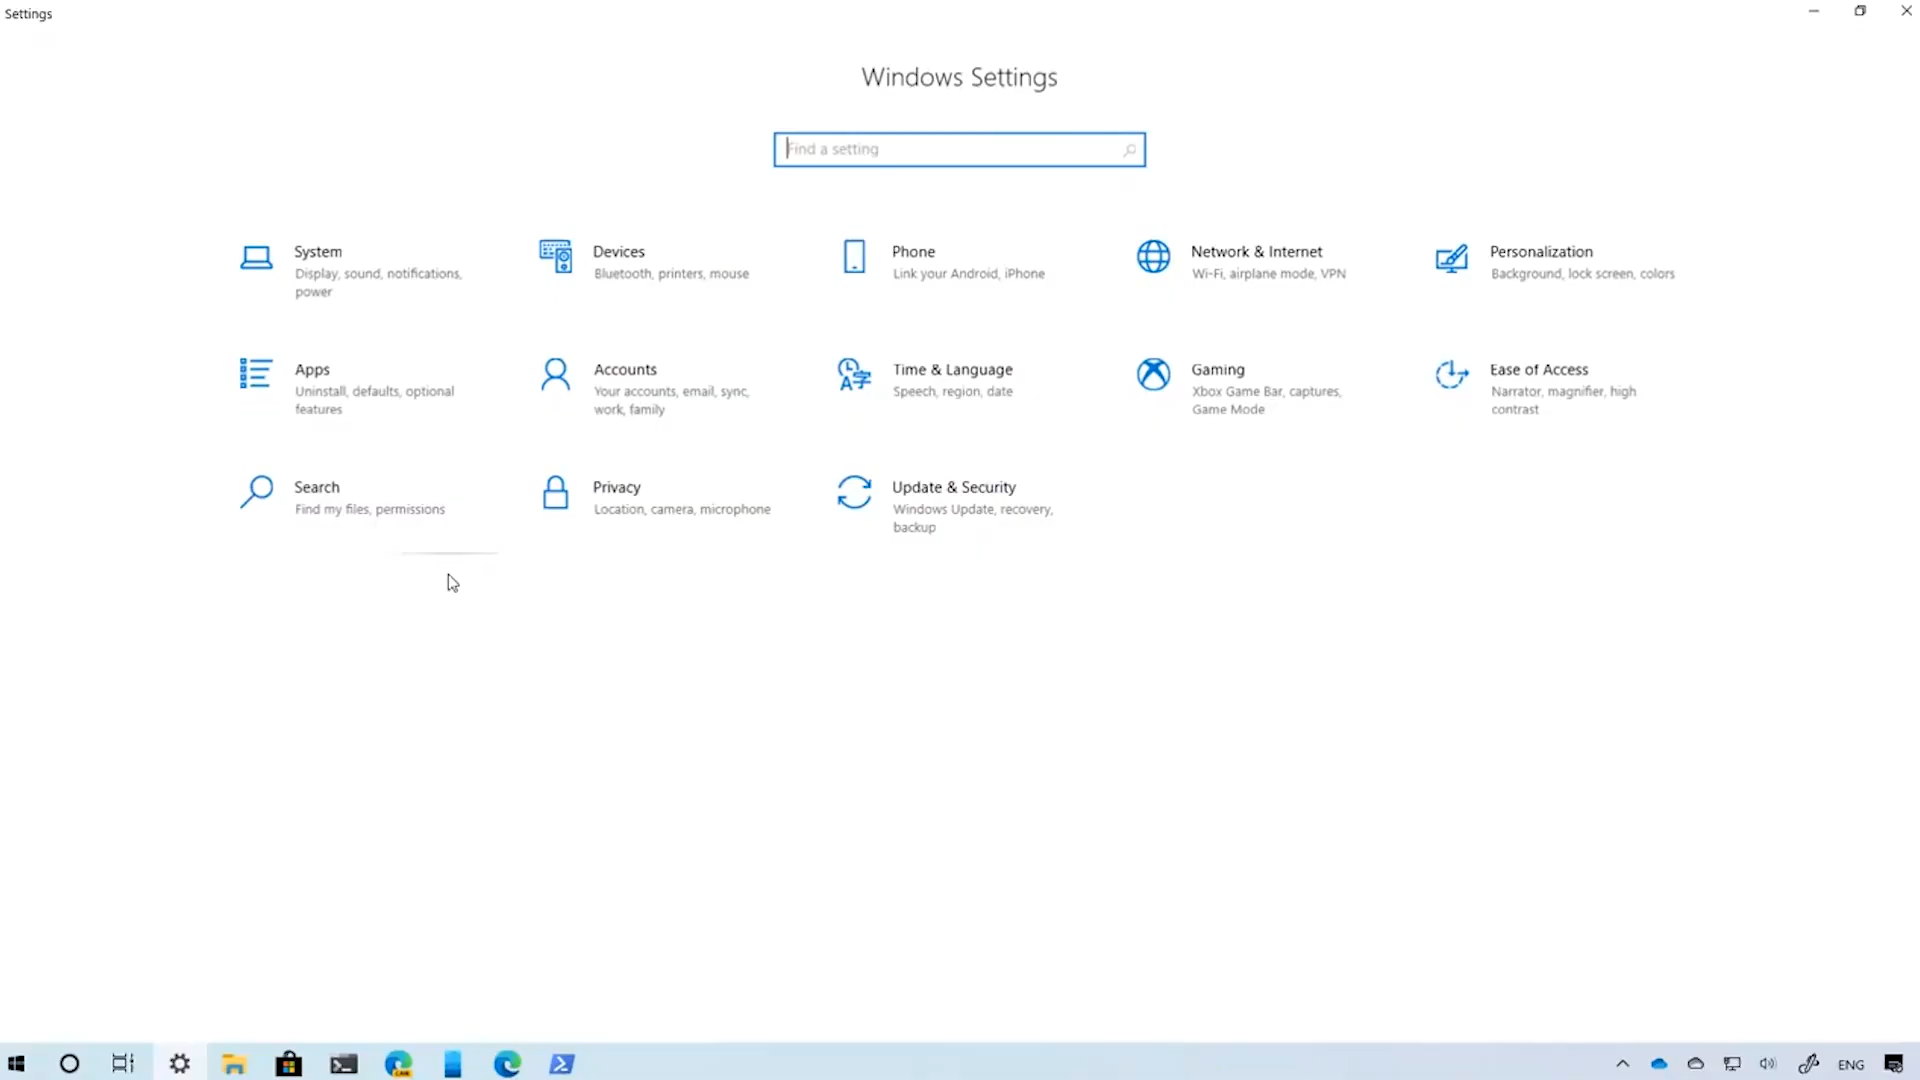 Settings
Windows Settings
Find a setting
System
Display, sound, notifications,
power
Devices
Bluetooth, printers, mouse
Phone
Link your Android, iPhone
Network & Internet
Wi-Fi, airplane mode, VPN
Personalization
Background, lock screen, colors
Apps
Uninstall, defaults, optional
features
Accounts
Your accounts, email, sync,
work, family
Time & Language
Speech, region, date
Gaming
Xbox Game Bar, captures,
Game Mode
Ease of Access
Narrator, magnifier, high
contrast
Search
Find my files, permissions
Privacy
Location, camera, microphone
Update & Security
Windows Update, recovery,
backup
ENG